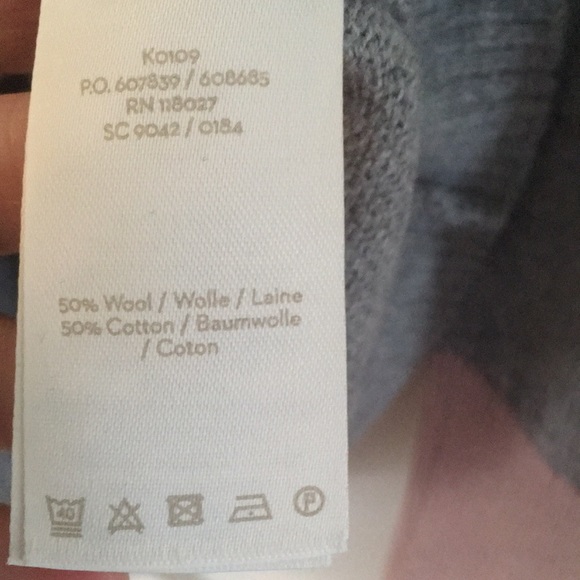 K0109
P.O. 607839 / 608685
RN 118027
SC 9042 / 0184
50% Wool / Wolle / Laine
50% Cotton / Baumwolle
/ Coton
40
P